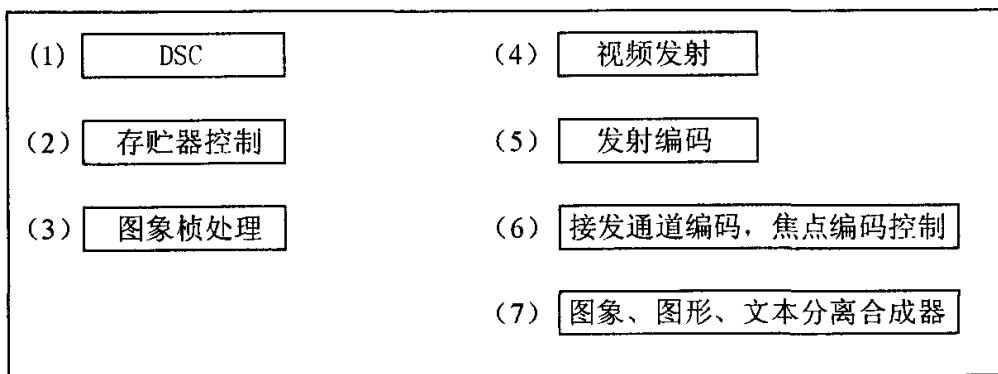 (1) DSC
(2) 存贮器控制
(3) 图象桢处理
(4) 视频发射
(5) 发射编码
(6) 接发通道编码，焦点编码控制
(7) 图象、图形、文本分离合成器